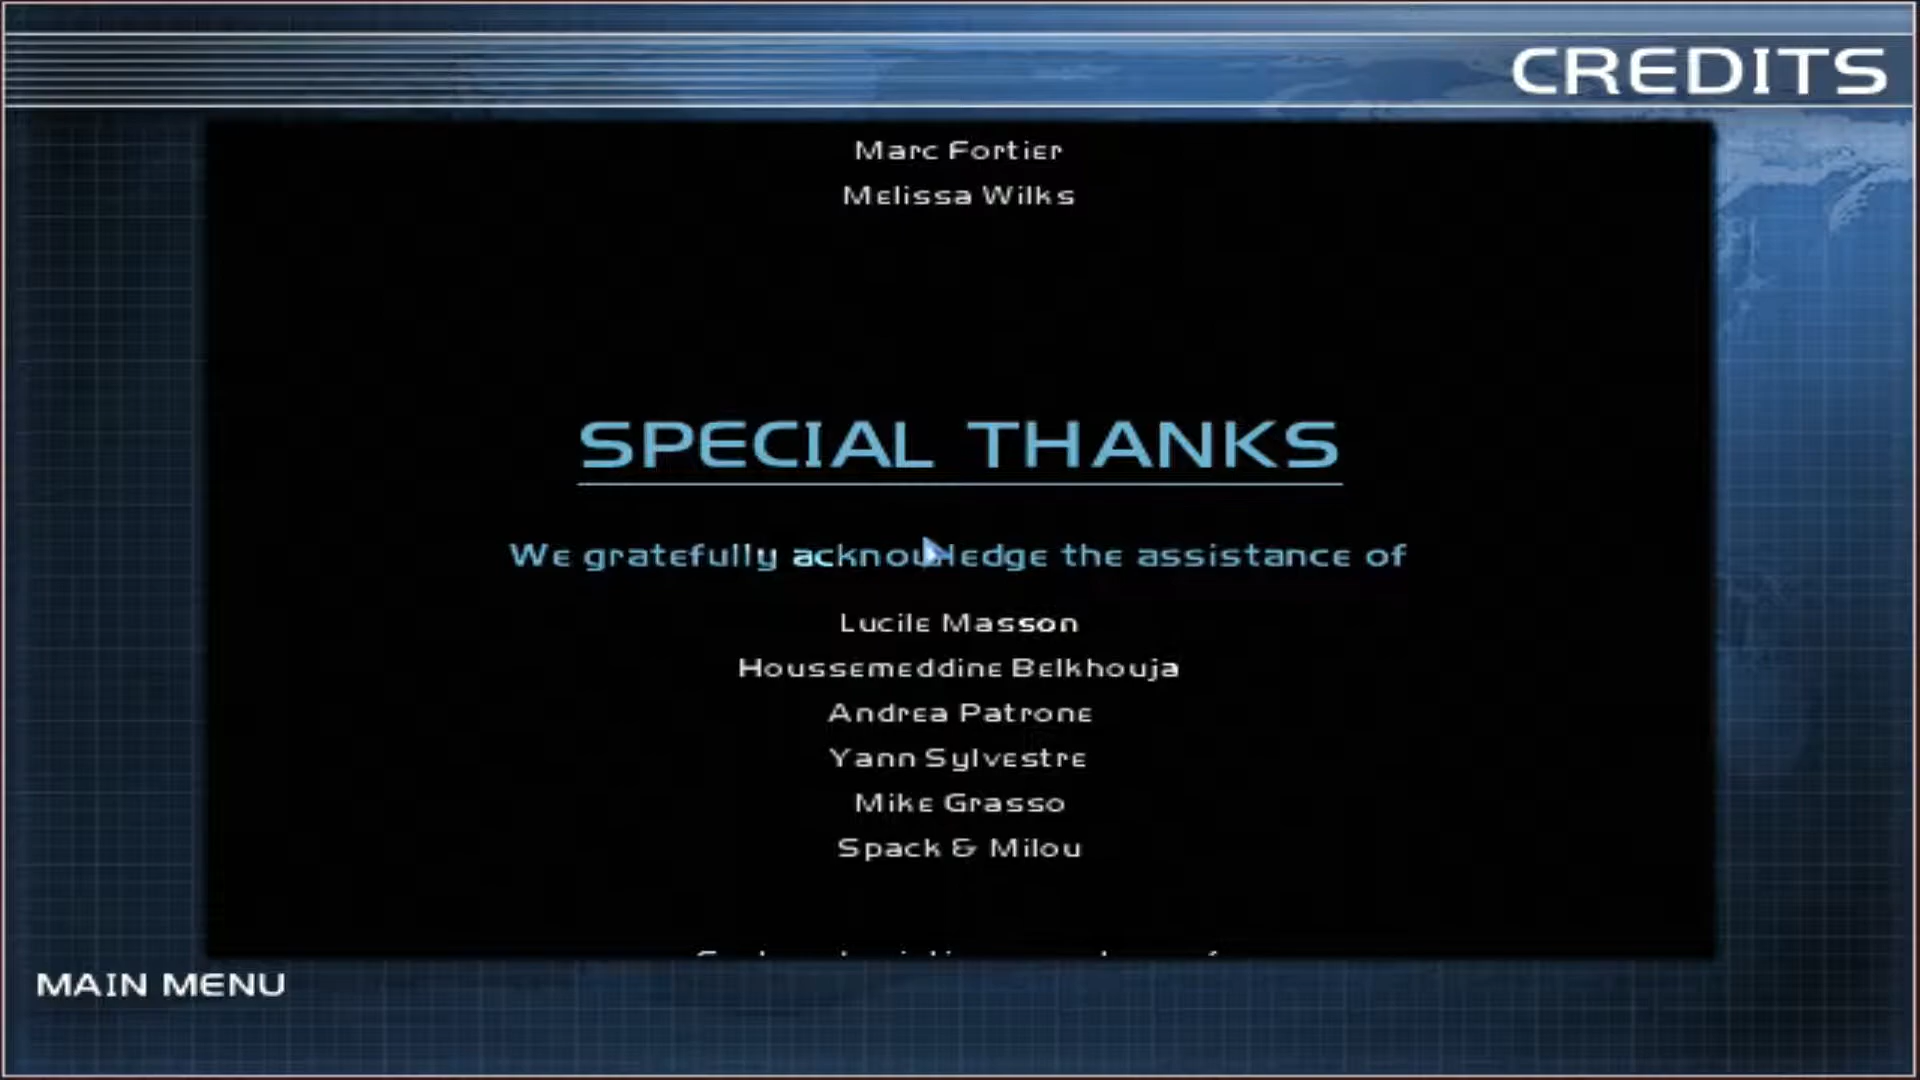 CREDITS
Marc Fortier
Melissa Wilks
SPECIAL THANKS
We gratefully acknowledge the assistance of
Lucile Masson
Houssemeddine Belkhouja
Andrea Patrone
Yann Sylvestre
Mike Grasso
Spack & Milou
MAIN MENU